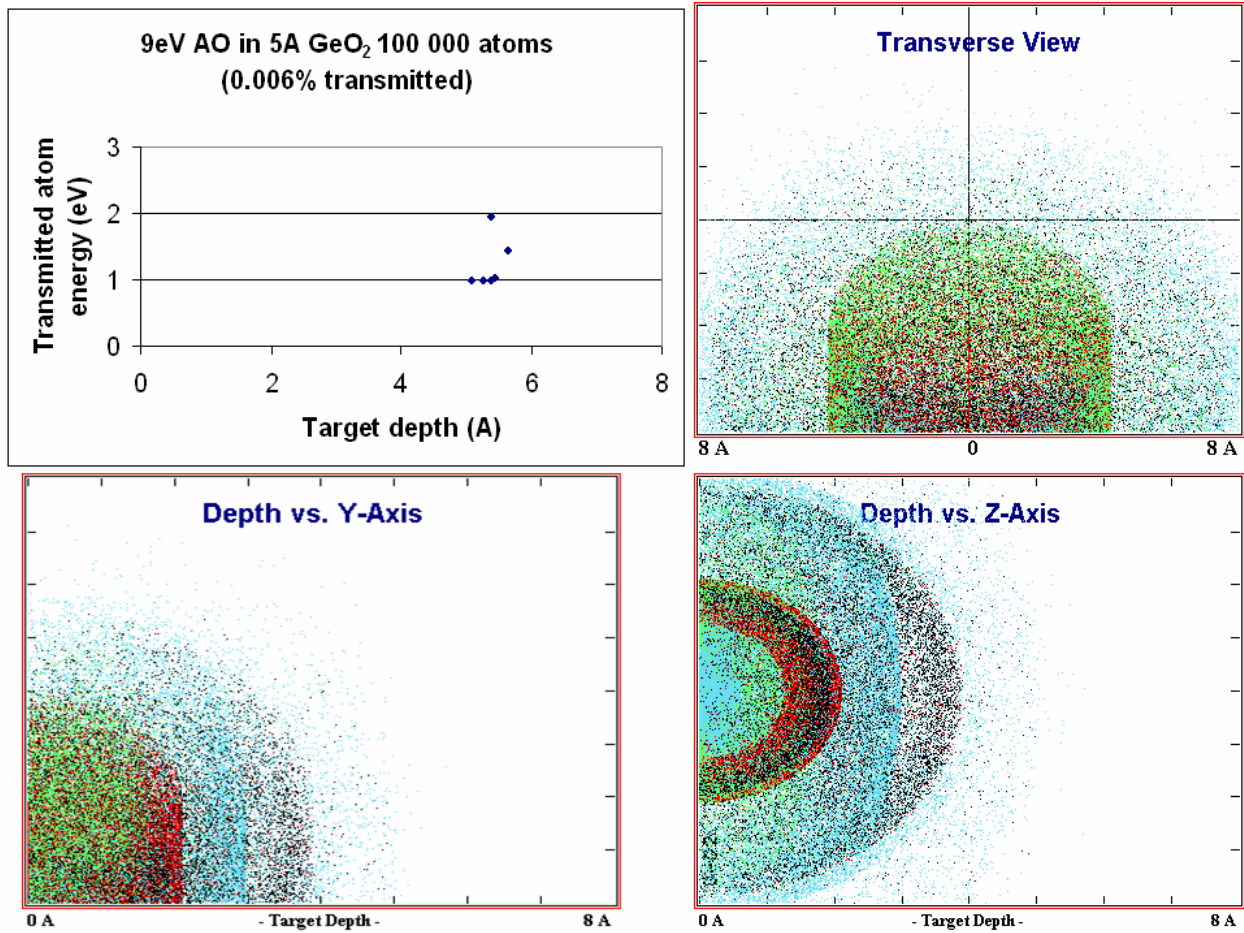 9eV AO in 5A GeO₂ 100 000 atoms
(0.006% transmitted)
Transmitted atom
energy (eV)
3
2
1
0
0 2 4 6 8
Target depth (A)
Transverse View
8 A 0 8 A
Depth vs. Y-Axis
0 A - Target Depth - 8 A
Depth vs. Z-Axis
0 A - Target Depth - 8 A